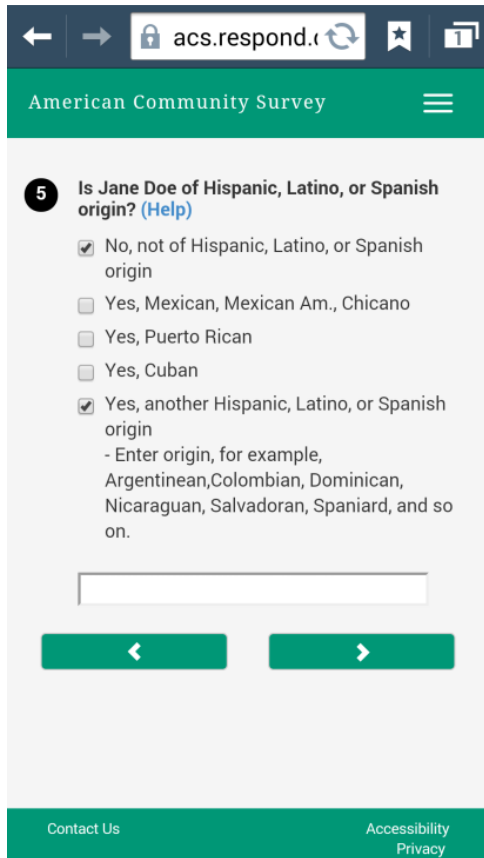 acs.respond.c
1
American Community Survey
5 Is Jane Doe of Hispanic, Latino, or Spanish
origin? (Help)
No, not of Hispanic, Latino, or Spanish
origin
Yes, Mexican, Mexican Am., Chicano
Yes, Puerto Rican
Yes, Cuban
Yes, another Hispanic, Latino, or Spanish
origin
- Enter origin, for example,
Argentinean,Colombian, Dominican,
Nicaraguan, Salvadoran, Spaniard, and so
on.
Contact Us
Accessibility
Privacy